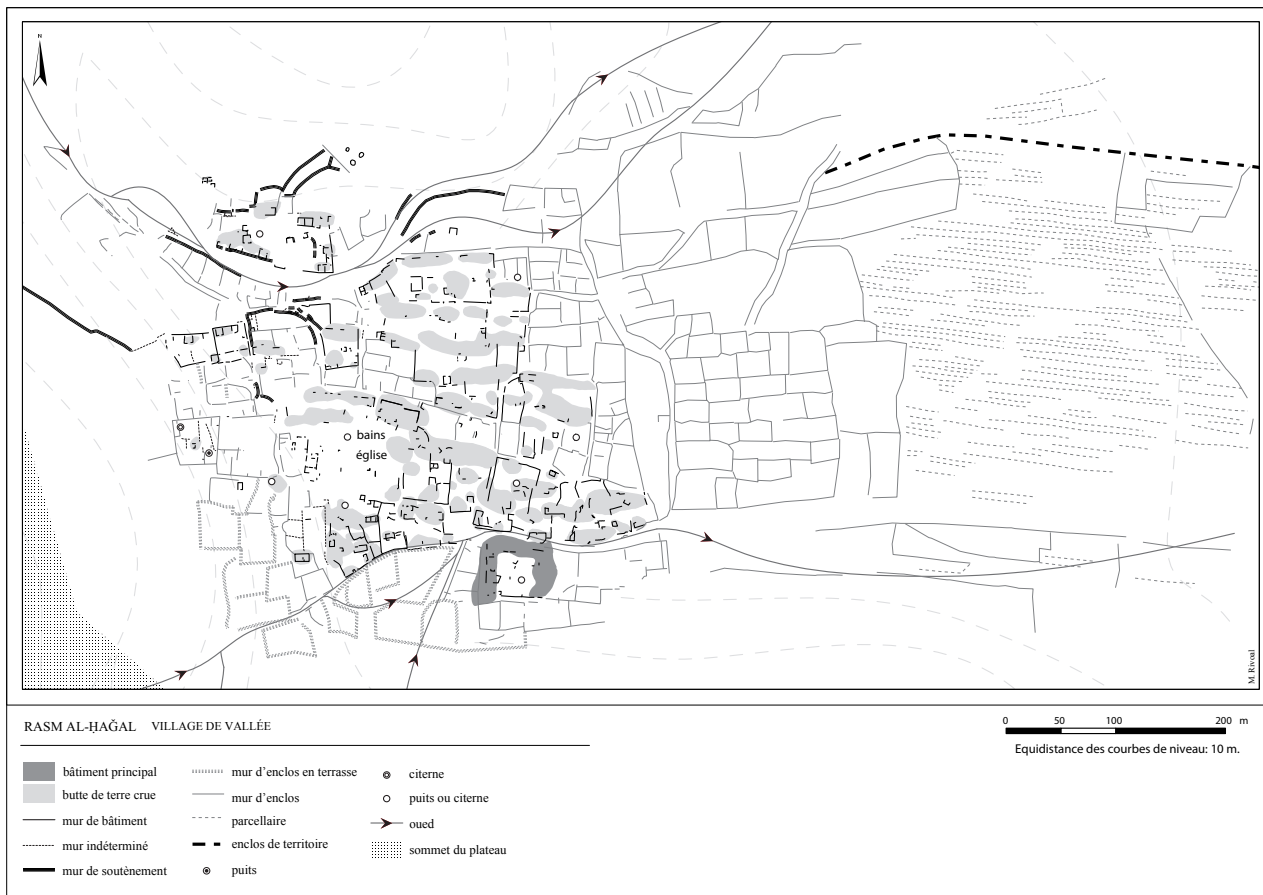 N
bains
église
M. Rivoal
RASM AL-ḤAǦAL VILLAGE DE VALLÉE
0 50 100 200 m
Equidistance des courbes de niveau: 10 m.
bâtiment principal
butte de terre crue
mur de bâtiment
mur indéterminé
mur de soutènement
mur d'enclos en terrasse
mur d'enclos
parcellaire
enclos de territoire
puits
citerne
puits ou citerne
oued
sommet du plateau